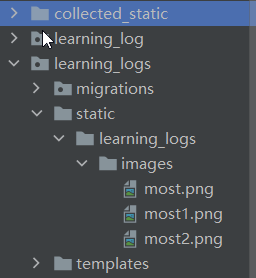 collected_static
learning_log
learning_logs
migrations
static
learning_logs
images
most.png
most1.png
most2.png
templates